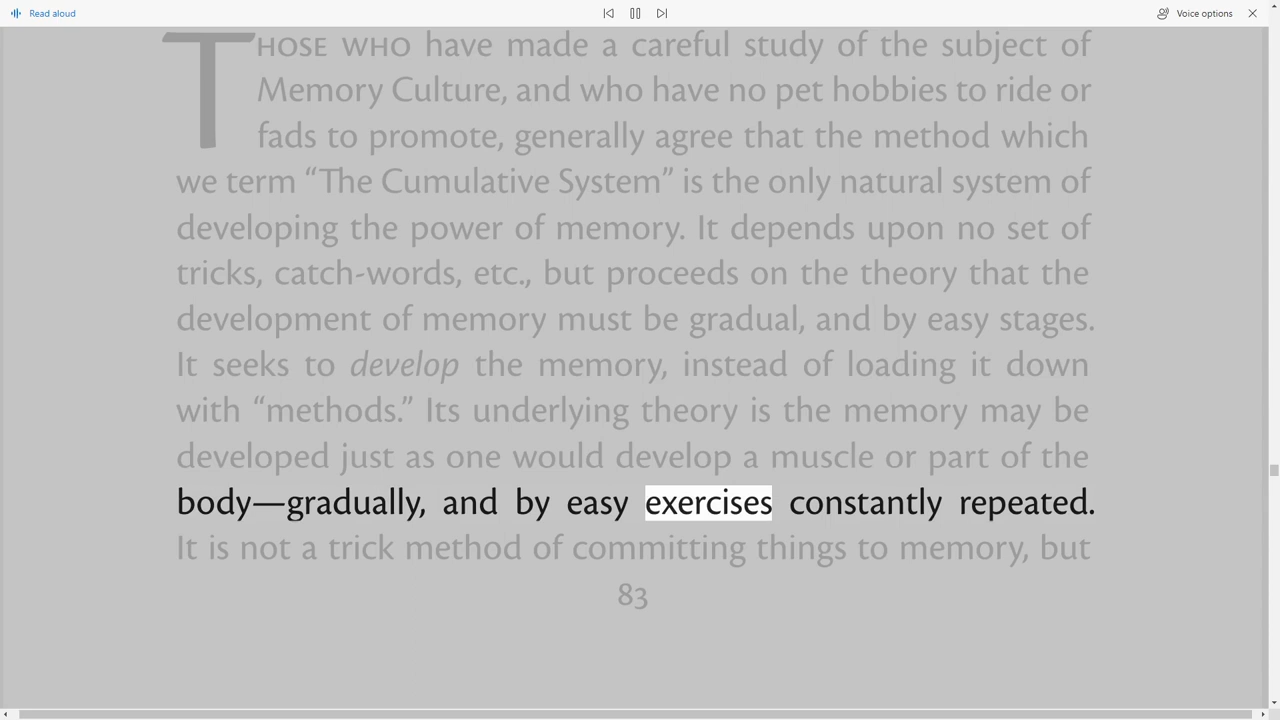 Read aloud
Voice options
THOSE WHO have made a careful study of the subject of
Memory Culture, and who have no pet hobbies to ride or
fads to promote, generally agree that the method which
we term “The Cumulative System” is the only natural system of
developing the power of memory. It depends upon no set of
tricks, catch-words, etc., but proceeds on the theory that the
development of memory must be gradual, and by easy stages.
It seeks to develop the memory, instead of loading it down
with “methods.” Its underlying theory is the memory may be
developed just as one would develop a muscle or part of the
body—gradually, and by easy exercises constantly repeated.
It is not a trick method of committing things to memory, but
83